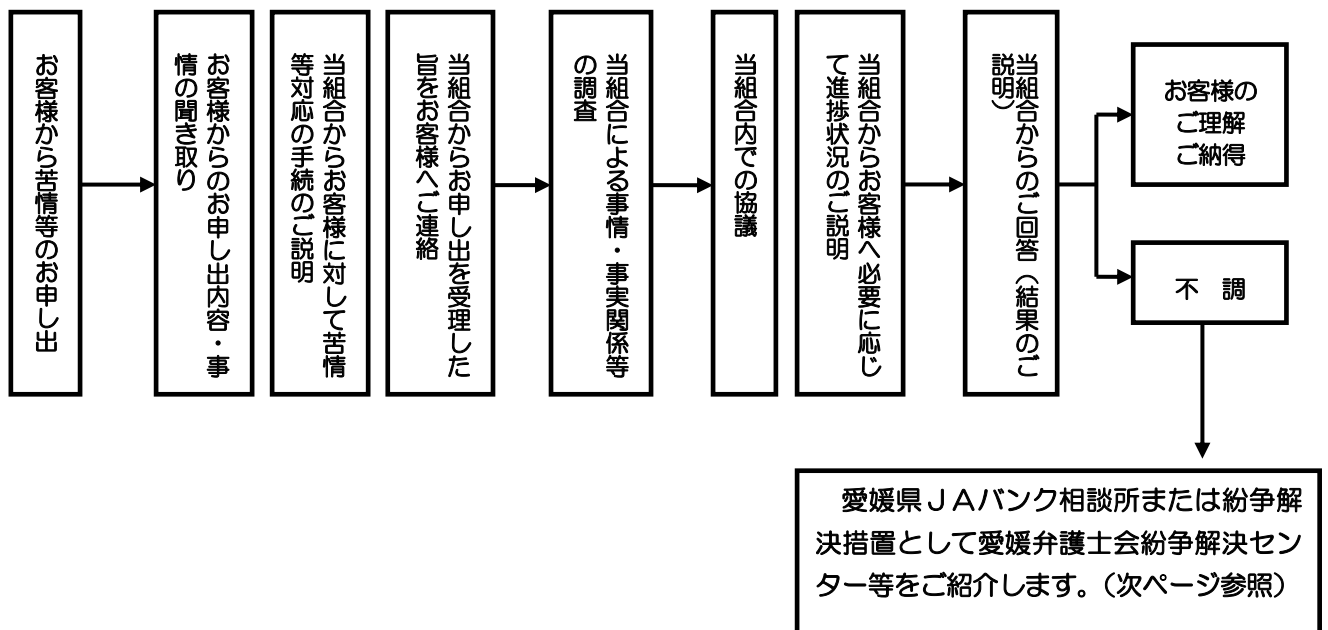 お客様から苦情等のお申し出
お客様からのお申し出内容・事
情の聞き取り
当組合からお客様に対して苦情
等対応の手続のご説明
当組合からお申し出を受理した
旨をお客様へご連絡
当組合による事情・事実関係等
の調査
当組合内での協議
当組合からお客様へ必要に応じ
て進捗状況のご説明
当組合からのご回答（結果のご
説明）
お客様の
ご理解
ご納得
不　調
愛媛県ＪＡバンク相談所または紛争解
決措置として愛媛弁護士会紛争解決セン
ター等をご紹介します。（次ページ参照）